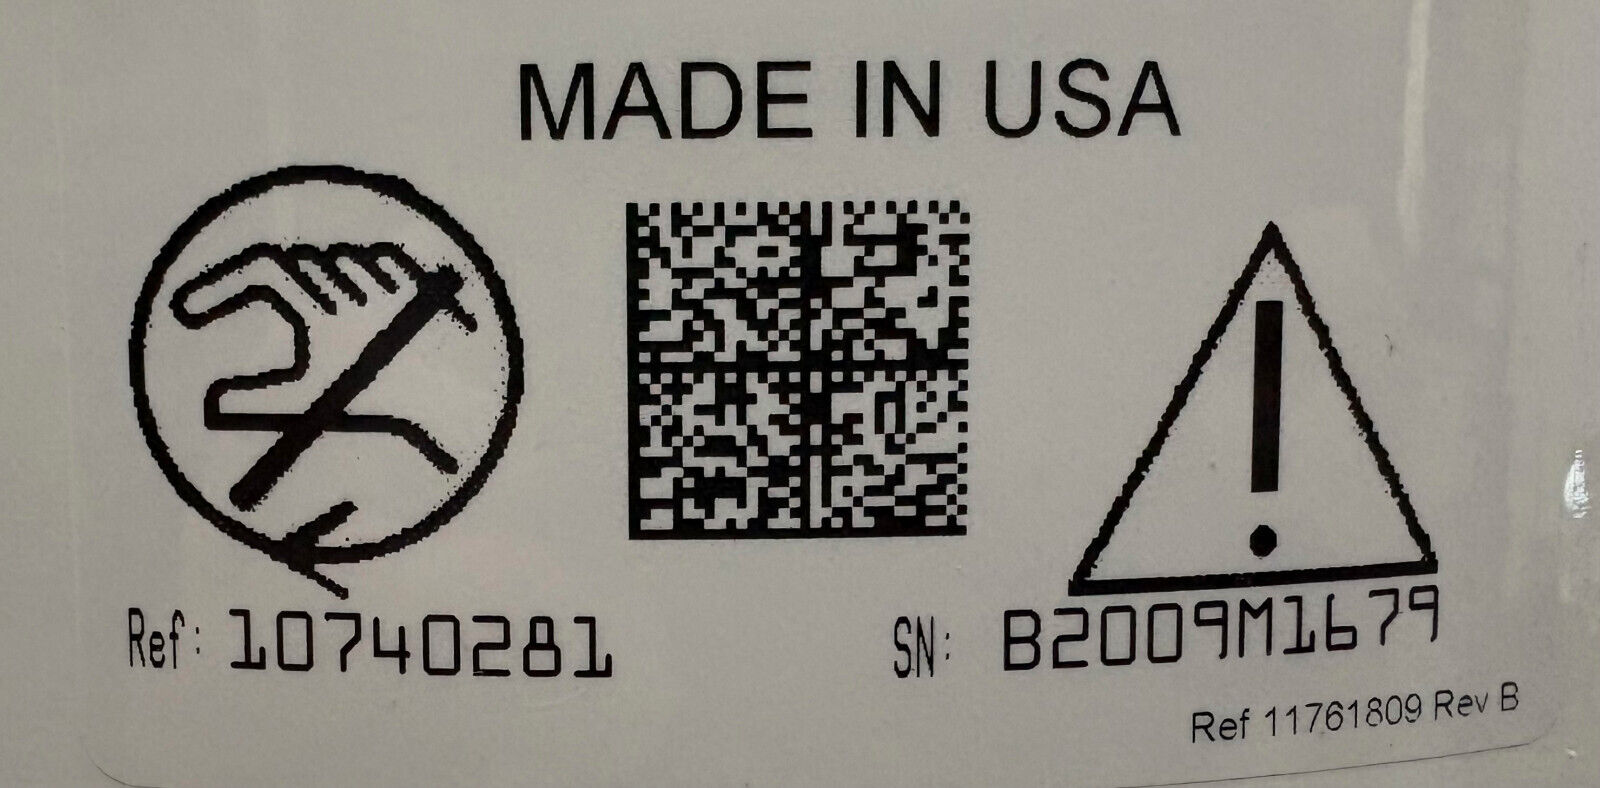 MADE IN USA
Ref: 10740281 SN: B2009M1679
Ref 11761809 Rev B